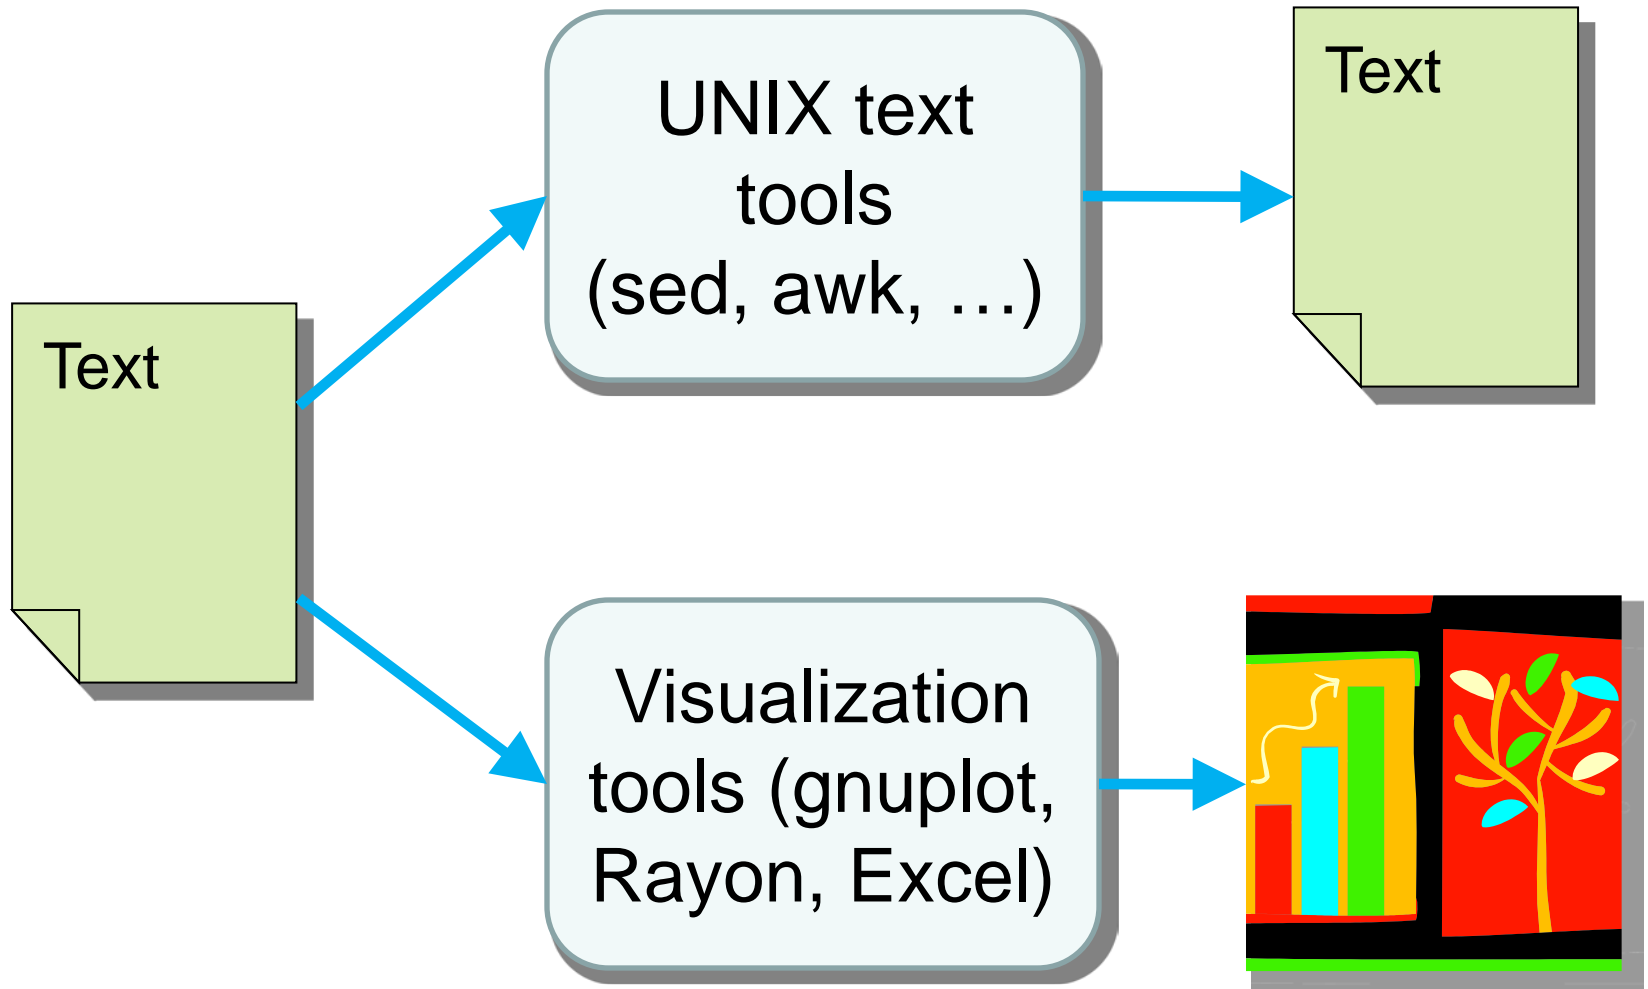 Text
UNIX text
tools
(sed, awk, …)
Text
Visualization
tools (gnuplot,
Rayon, Excel)